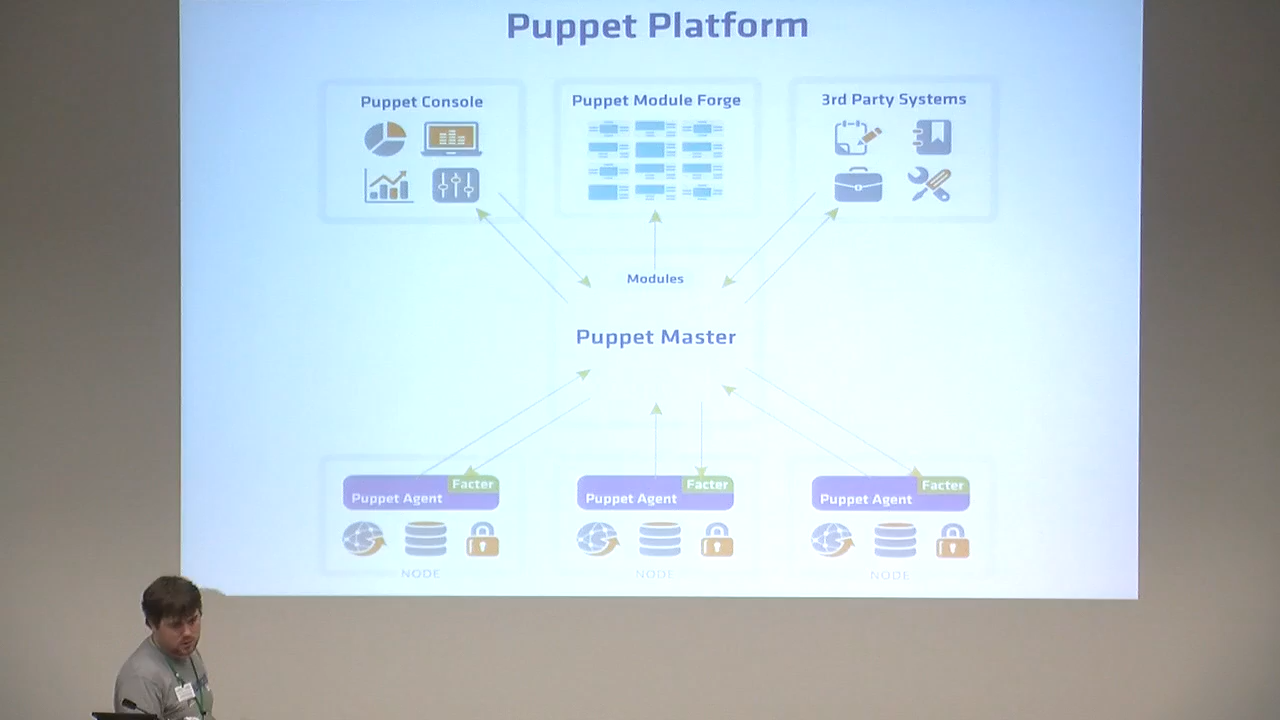 Puppet Platform
Puppet Console
Puppet Module Forge
3rd Party Systems
Modules
Puppet Master
Puppet Agent
Facter
Puppet Agent
Facter
Puppet Agent
Facter
NODE
NODE
NODE